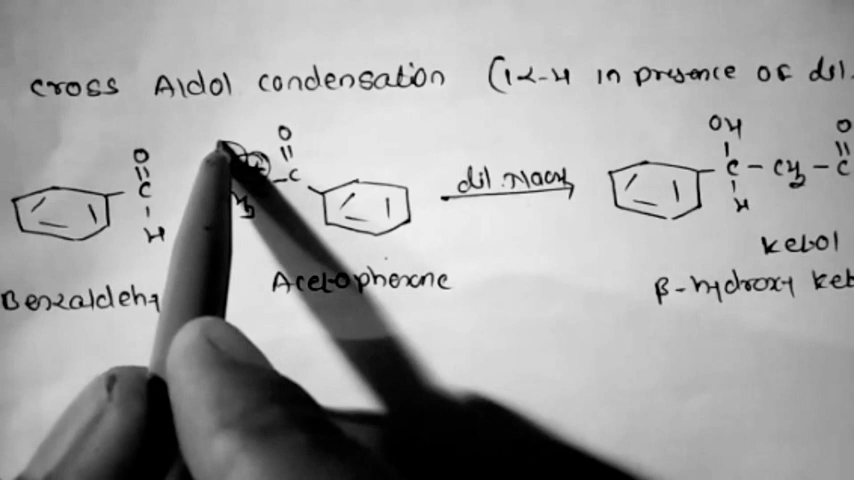 cross Aldol condensation (1α-H in presence of dil.
O OH O
C C - CH2 - C
H dil. NaOH H
Ketol
Benzaldehy Acetophenone β-hydroxy ket